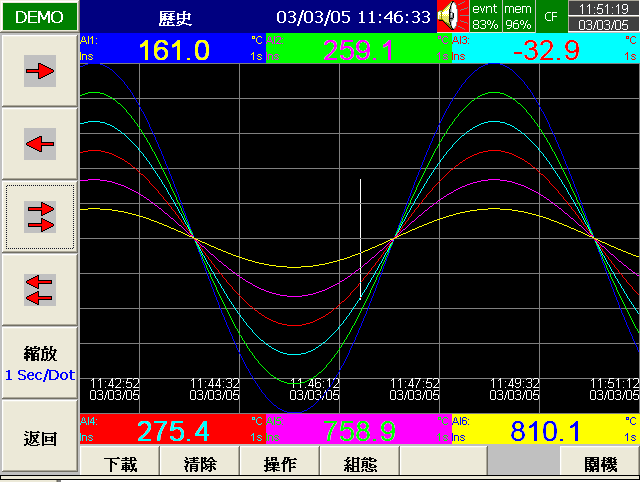 DEMO
歷史
03/03/05 11:46:33
evnt
83%
mem
96%
CF
11:51:19
03/03/05
AI1: 161.0 °C
Ins 1s
AI2: 259.1 °C
Ins 1s
AI3: -32.9 °C
Ins 1s
縮放
1 Sec/Dot
返回
11:42:52
03/03/05
11:44:32
03/03/05
11:46:12
03/03/05
11:47:52
03/03/05
11:49:32
03/03/05
11:51:12
03/03/05
AI4: 275.4 °C
Ins 1s
AI5: 758.9 °C
Ins 1s
AI6: 810.1 °C
Ins 1s
下載
清除
操作
組態
關機